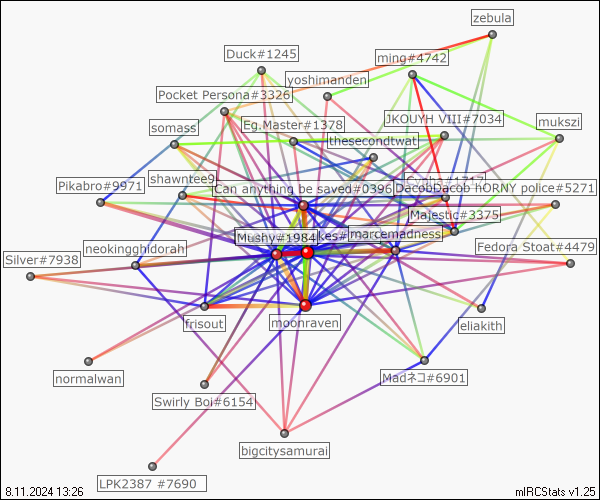 zebula
Duck#1245
ming#4742
yoshimanden
Pocket Persona#3326
JKOUYH VIII#7034
mukszi
somass
Eg.Master#1378
thesecondtwat
Pikabro#9971
shawntee9
Can anything be saved#0396
DacobDacob hORNY police#5271
Majestic#3375
Mushy#1984
kes#
marcemadness
Fedora Stoat#4479
neokingghidorah
Silver#7938
frisout
moonraven
eliakith
normalwan
Madネコ#6901
Swirly Boi#6154
bigcitysamurai
LPK2387 #7690
8.11.2024 13:26
mIRCStats v1.25